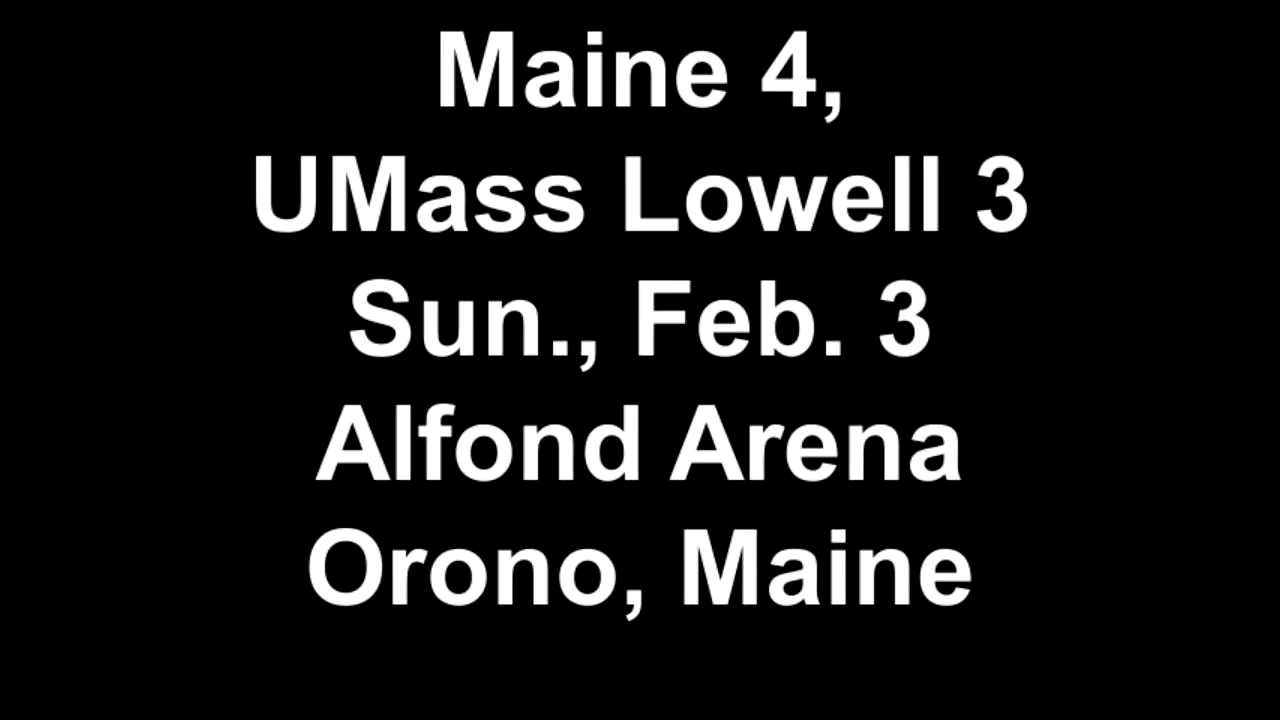 Maine 4,
UMass Lowell 3
Sun., Feb. 3
Alfond Arena
Orono, Maine